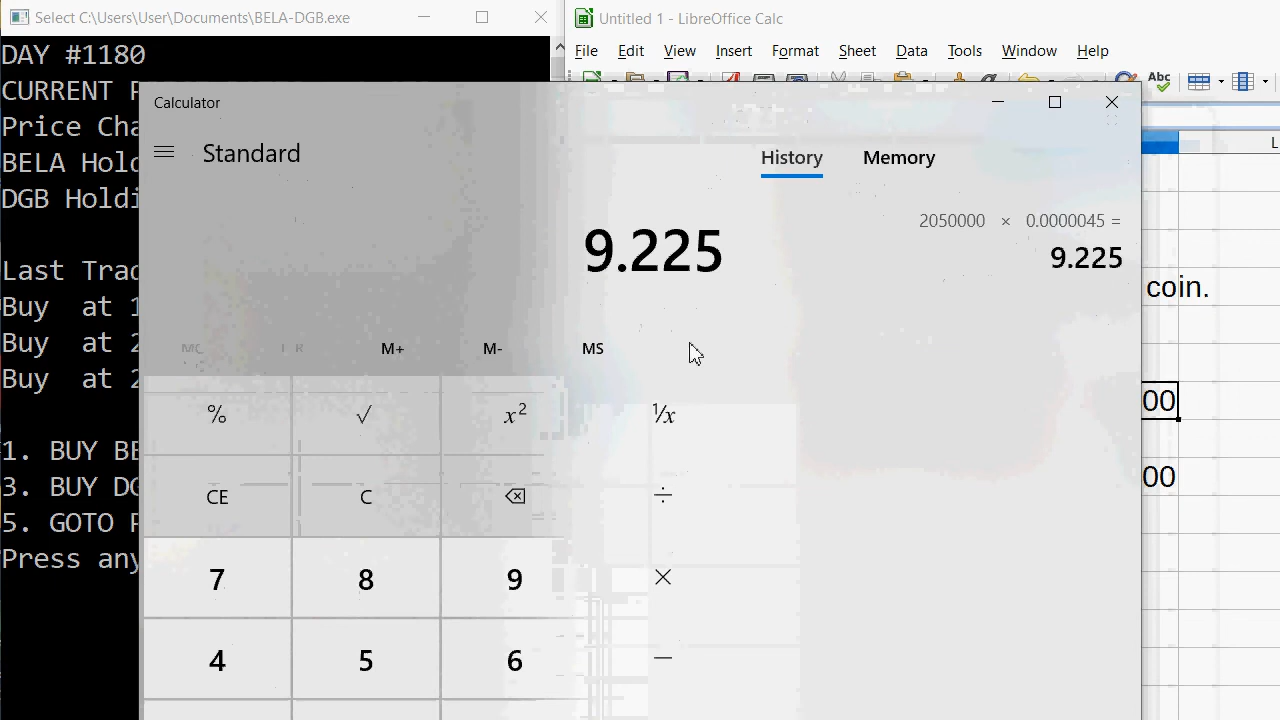 Select C:\Users\User\Documents\BELA-DGB.exe
DAY #1180
CURRENT
Price Cha
BELA Hold
DGB Holdi
Last Trad
Buy at 1
Buy at 2
Buy at 2
1. BUY BE
3. BUY DG
5. GOTO
Press any
Untitled 1 - LibreOffice Calc
File Edit View Insert Format Sheet Data Tools Window Help
Abc
L
coin.
00
00
Calculator
Standard
History Memory
2050000 × 0.0000045 =
9.225
9.225
M+ M- MS
% √ x² ⅟x
CE C ÷
7 8 9 ×
4 5 6 −